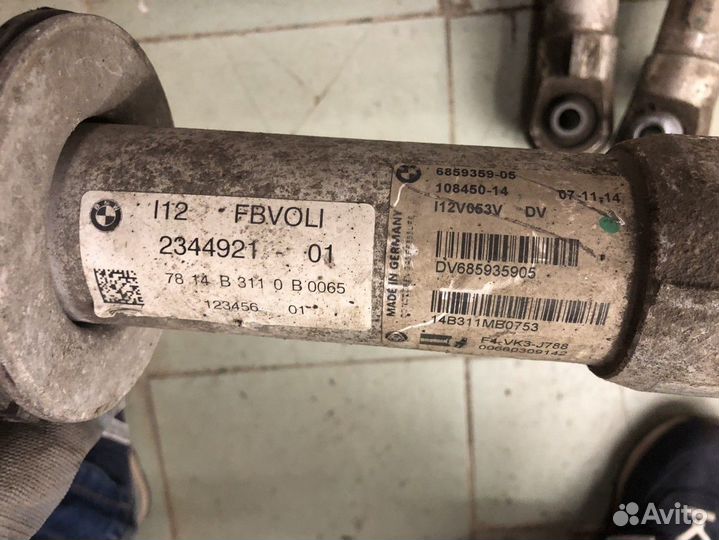 I12 FBVOLI
2344921 01
78 14 B 311 0 B 0065
123456 01
6859359-05
108450-14 07-11-14
I12V053V DV
MADE IN GERMANY
DV685935905
14B311MB0753
F4-VK3-J788
00680309142
Avito